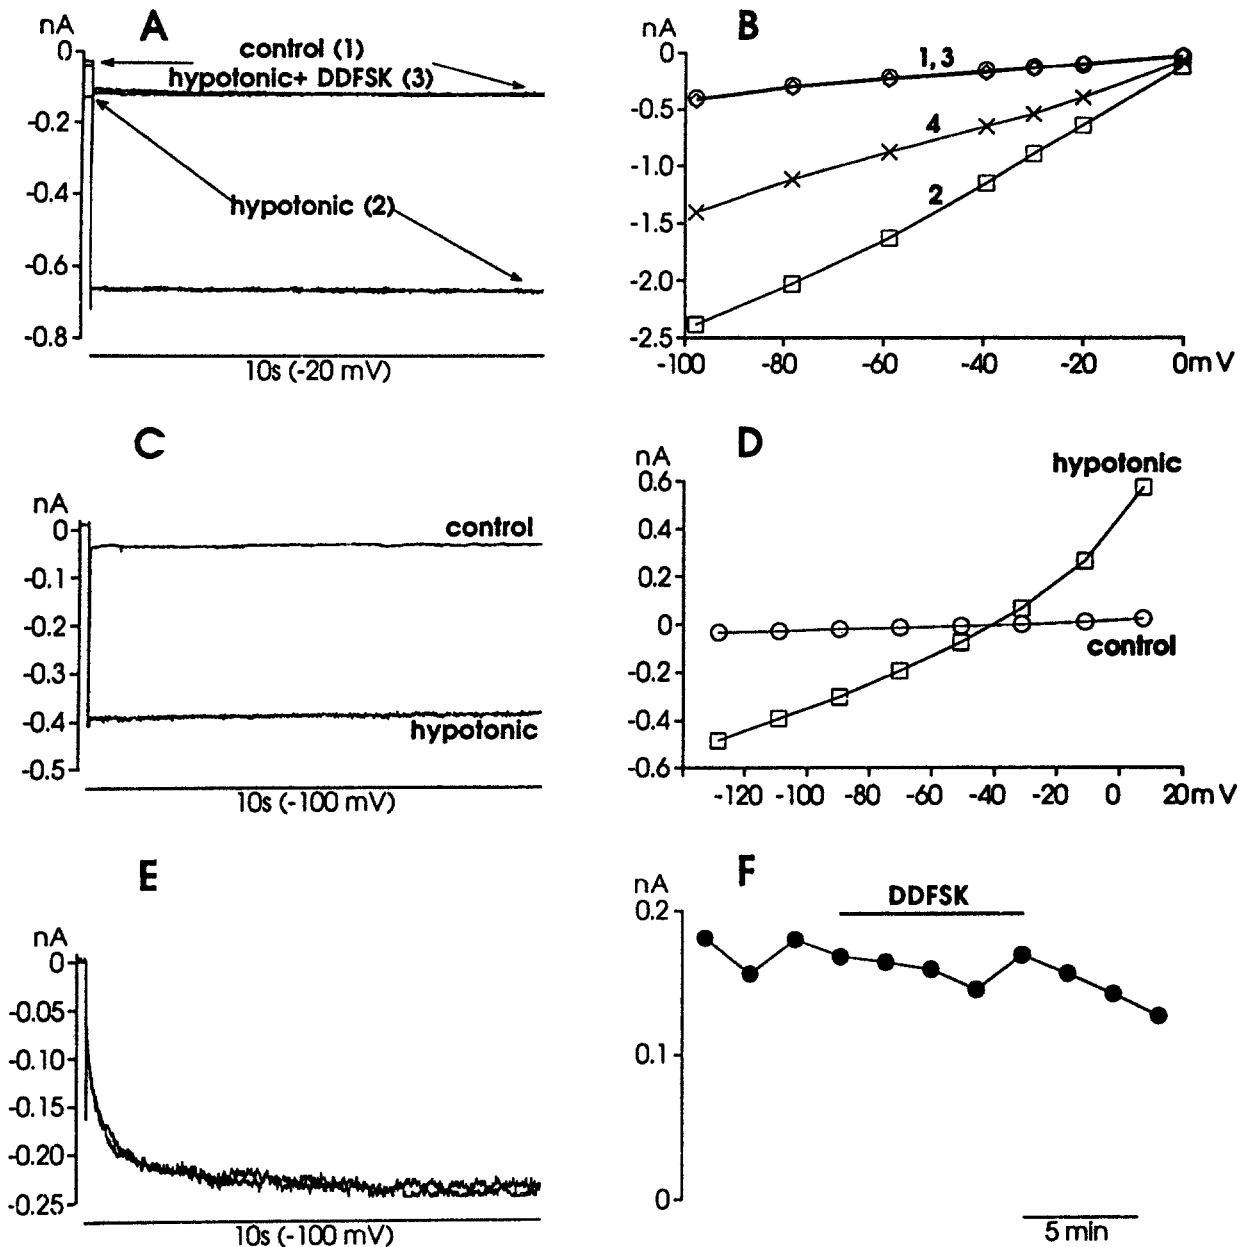 A
nA
0
-0.2
-0.4
-0.6
-0.8
control (1)
hypotonic+ DDFSK (3)
hypotonic (2)
10s (-20 mV)
B
nA
0
-0.5
-1.0
-1.5
-2.0
-2.5
1, 3
4
2
-100 -80 -60 -40 -20 0mV
C
nA
0
-0.1
-0.2
-0.3
-0.4
-0.5
control
hypotonic
10s (-100 mV)
D
nA
0.6
0.4
0.2
0
-0.2
-0.4
-0.6
hypotonic
control
-120 -100 -80 -60 -40 -20 0 20mV
E
nA
0
-0.05
-0.10
-0.15
-0.20
-0.25
10s (-100 mV)
F
nA
0.2
0.1
0
DDFSK
5 min